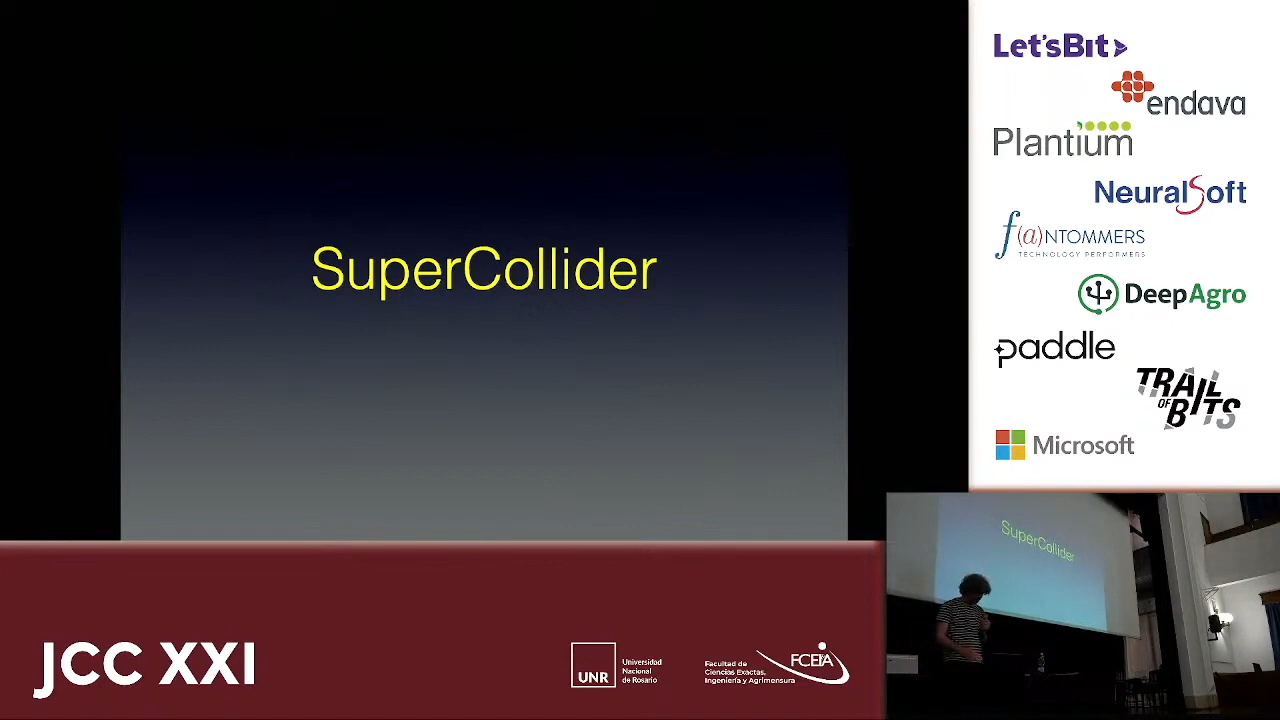 SuperCollider
Let'sBit
endava
Plantium
NeuralSoft
f(a)NTOMMERS
TECHNOLOGY PERFORMERS
DeepAgro
paddle
TRAIL
OF
BITS
Microsoft
SuperCollider
JCC XXI
UNR
Universidad
Nacional
de Rosario
Facultad de
Ciencias Exactas,
Ingeniería y Agrimensura
FCEIA